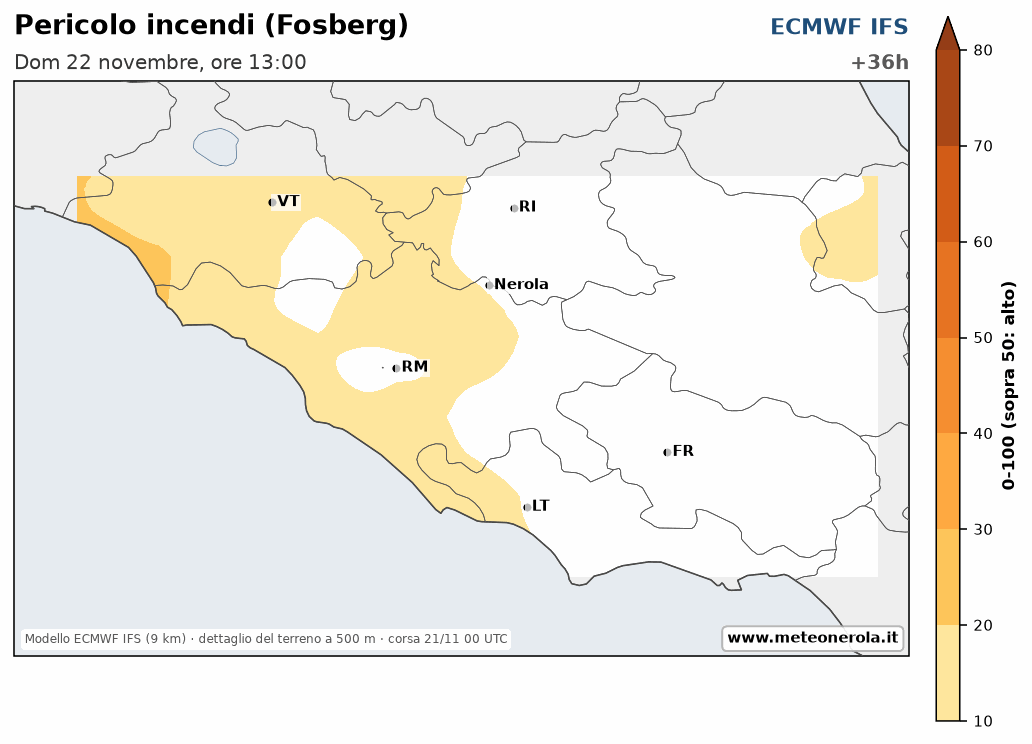 Pericolo incendi (Fosberg)
ECMWF IFS
Dom 22 novembre, ore 13:00
+36h
VT
RI
Nerola
RM
FR
LT
80
70
60
50
40
30
20
10
0-100 (sopra 50: alto)
Modello ECMWF IFS (9 km) · dettaglio del terreno a 500 m · corsa 21/11 00 UTC
www.meteonerola.it